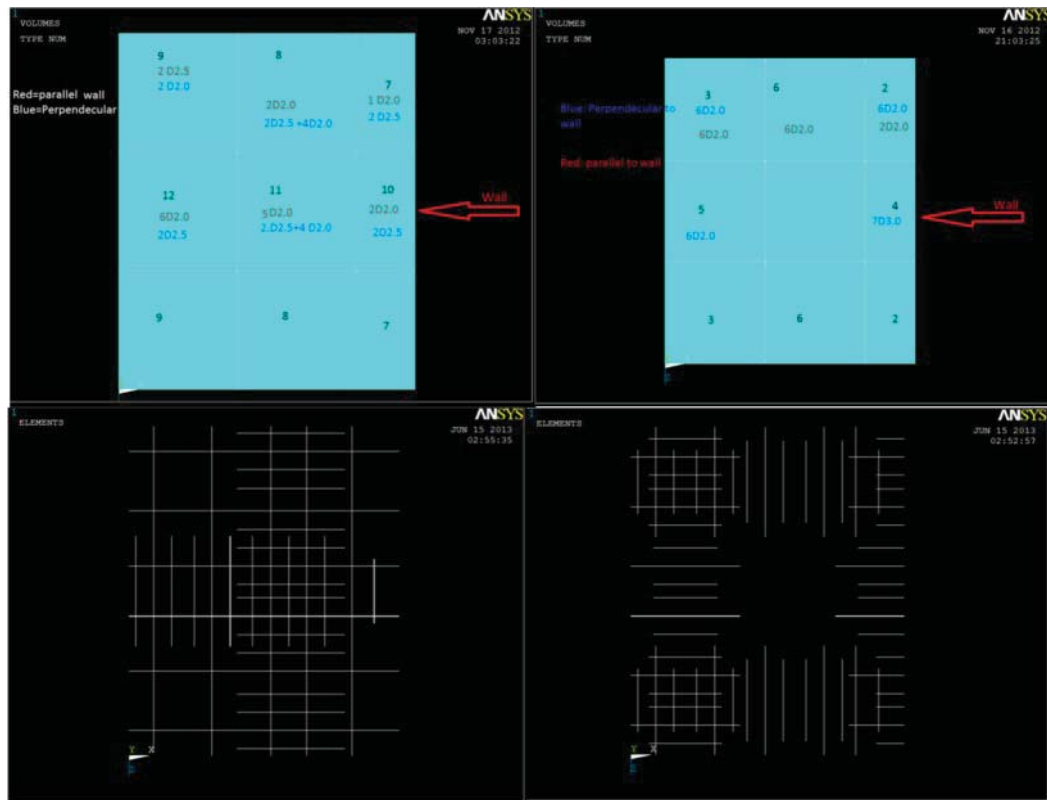 1
VOLUMES
TYPE NUM
ANSYS
NOV 17 2012
03:03:22
Red=parallel wall
Blue=Perpendecular
9
2 D2.5
2 D2.0
8
2D2.0
2D2.5 +4D2.0
7
1 D2.0
2 D2.5
12
6D2.0
2D2.5
11
5D2.0
2.D2.5+4 D2.0
10
2D2.0
2D2.5
Wall
9
8
7
1
VOLUMES
TYPE NUM
ANSYS
NOV 16 2012
21:03:25
Blue: Perpendecular to
wall
Red: parallel to wall
3
6D2.0
6D2.0
6
6D2.0
2
6D2.0
2D2.0
5
6D2.0
4
7D3.0
Wall
3
6
2
1
ELEMENTS
ANSYS
JUN 15 2013
02:55:35
Y X
1
ELEMENTS
ANSYS
JUN 15 2013
02:52:57
Y X